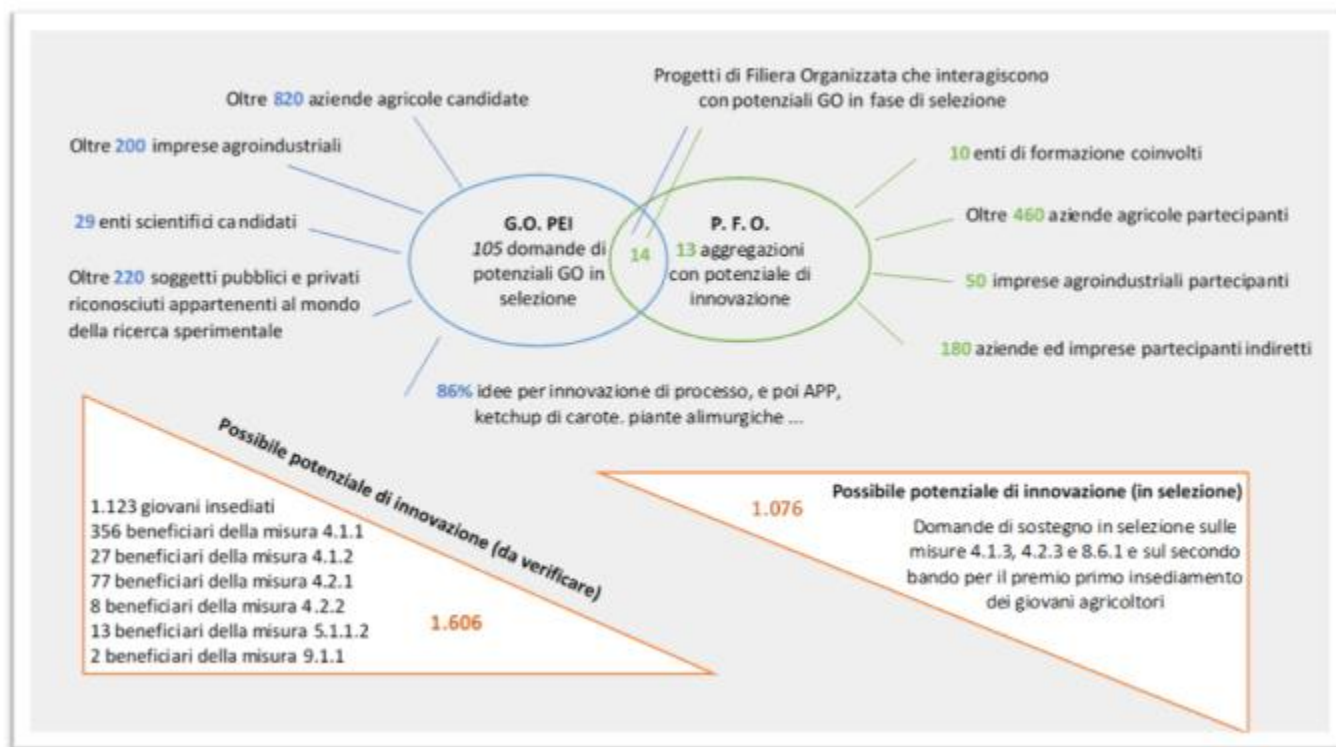 Oltre 820 aziende agricole candidate
Progetti di Filiera Organizzata che interagiscono
con potenziali GO in fase di selezione
Oltre 200 imprese agroindustriali
29 enti scientifici candidati
Oltre 220 soggetti pubblici e privati
riconosciuti appartenenti al mondo
della ricerca sperimentale
G.O. PEI
105 domande di
potenziali GO in
selezione
14
P. F. O.
13 aggregazioni
con potenziale di
innovazione
10 enti di formazione coinvolti
Oltre 460 aziende agricole partecipanti
50 imprese agroindustriali partecipanti
180 aziende ed imprese partecipanti indiretti
86% idee per innovazione di processo, e poi APP,
ketchup di carote. piante alimurgiche ...
Possibile potenziale di innovazione (da verificare)
1.123 giovani insediati
356 beneficiari della misura 4.1.1
27 beneficiari della misura 4.1.2
77 beneficiari della misura 4.2.1
8 beneficiari della misura 4.2.2
13 beneficiari della misura 5.1.1.2
2 beneficiari della misura 9.1.1
1.606
1.076
Possibile potenziale di innovazione (in selezione)
Domande di sostegno in selezione sulle
misure 4.1.3, 4.2.3 e 8.6.1 e sul secondo
bando per il premio primo insediamento
dei giovani agricoltori